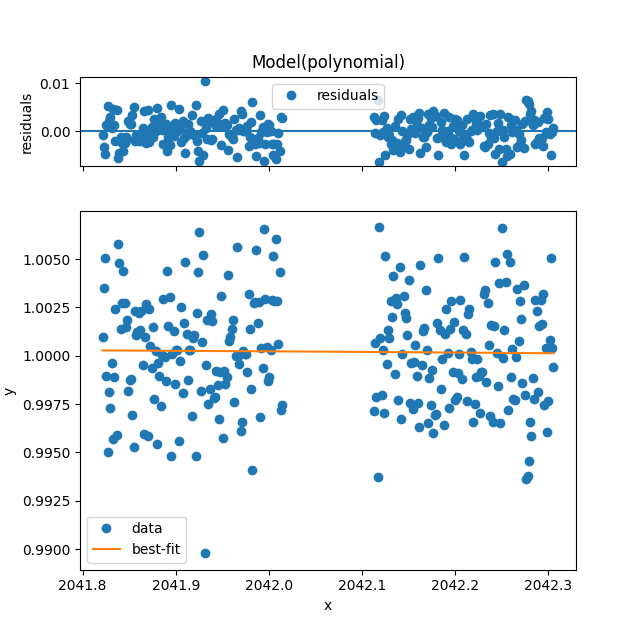 Model(polynomial)
0.01
0.00
residuals
residuals
1.0050
1.0025
1.0000
0.9975
0.9950
0.9925
0.9900
y
data
best-fit
2041.8 2041.9 2042.0 2042.1 2042.2 2042.3
x